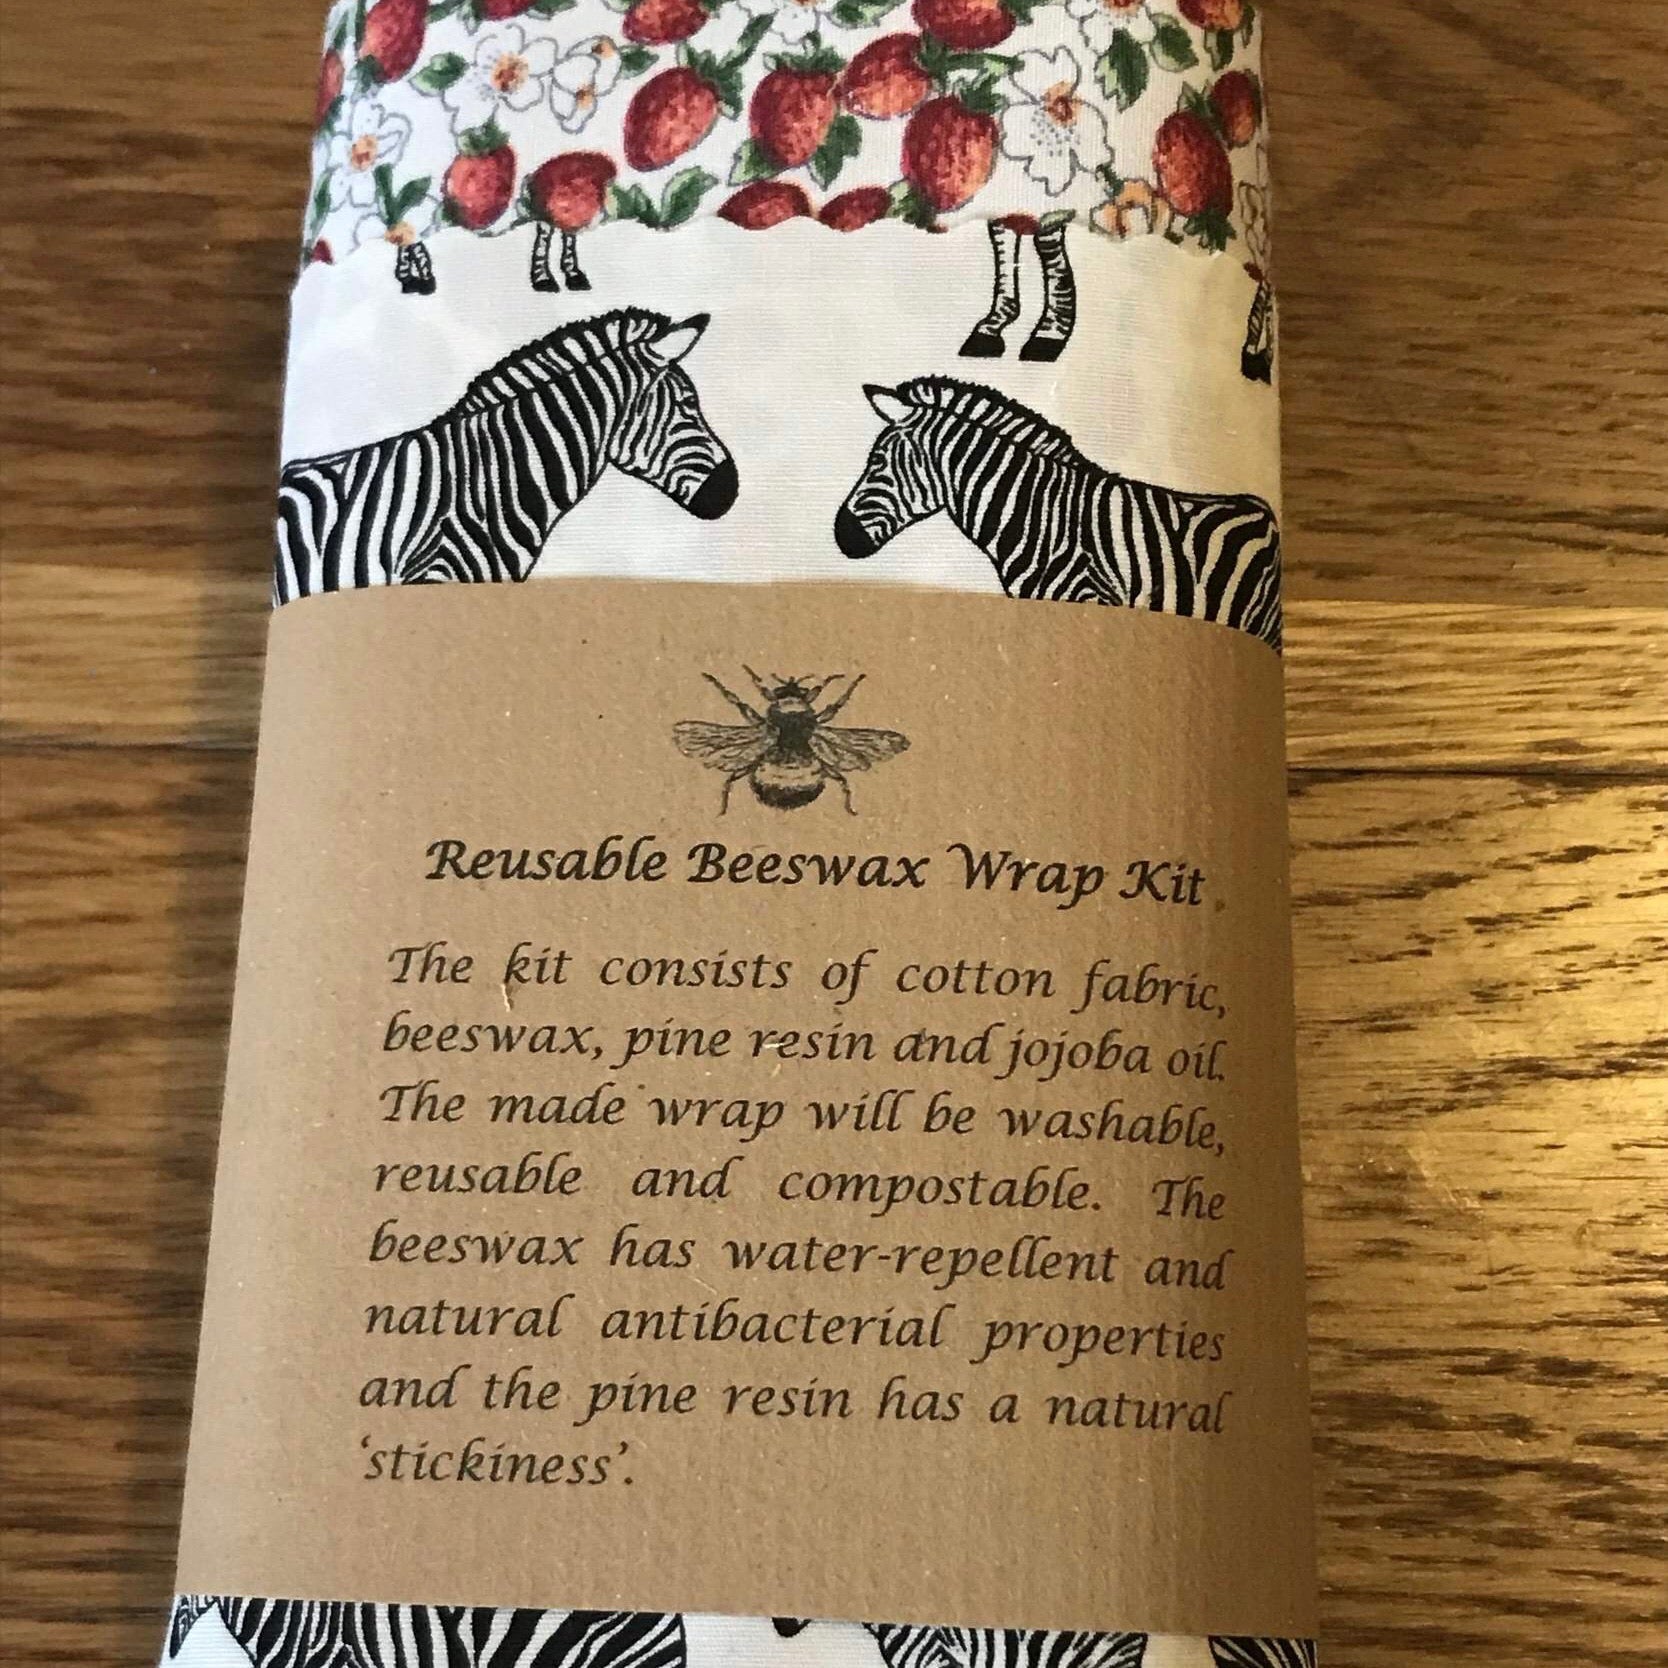 Reusable Beeswax Wrap Kit
The kit consists of cotton fabric,
beeswax, pine resin and jojoba oil.
The made wrap will be washable,
reusable and compostable. The
beeswax has water-repellent and
natural antibacterial properties
and the pine resin has a natural
‘stickiness’.